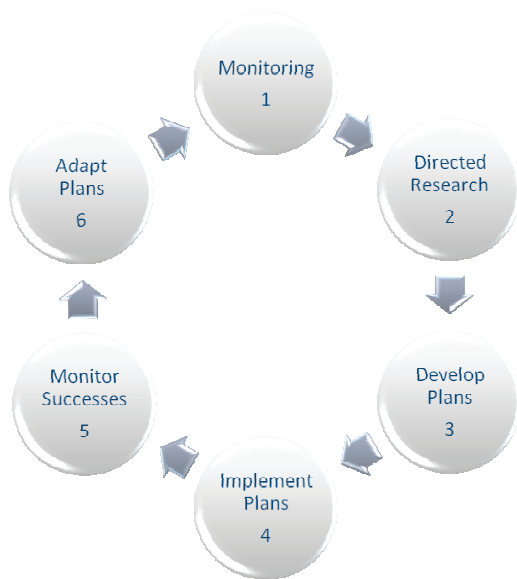 Monitoring
1
Directed
Research
2
Develop
Plans
3
Implement
Plans
4
Monitor
Successes
5
Adapt
Plans
6